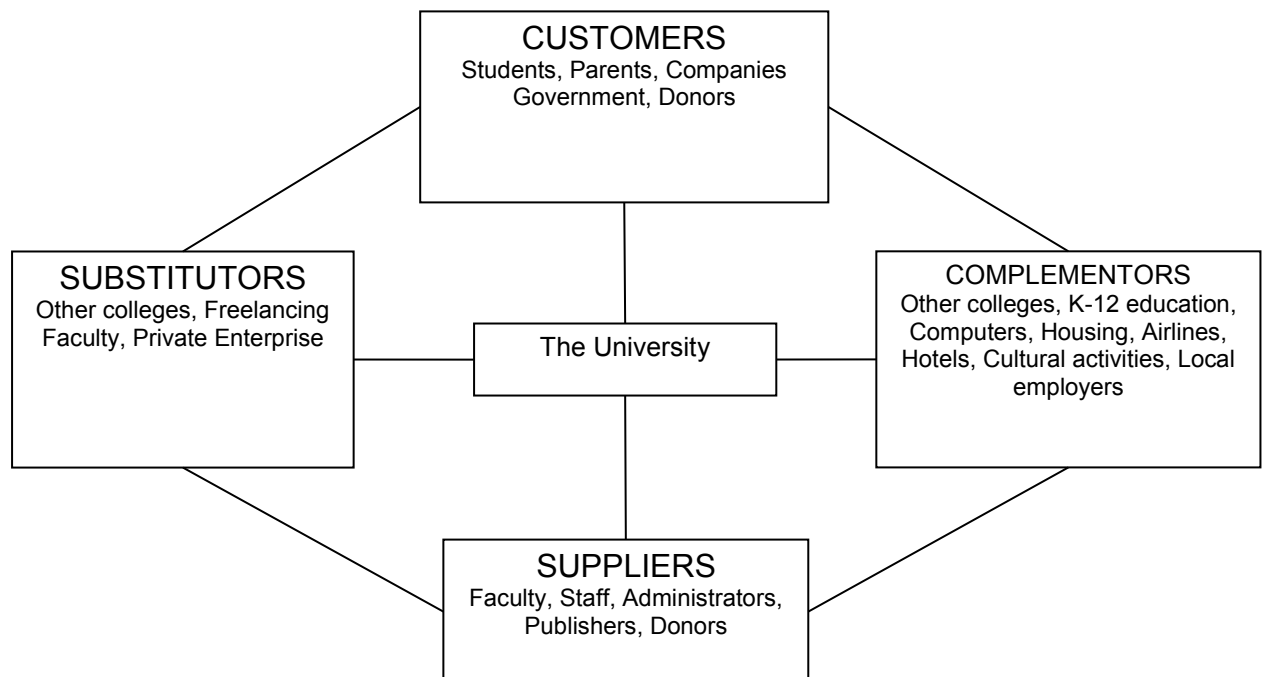 CUSTOMERS
Students, Parents, Companies
Government, Donors
SUBSTITUTORS
Other colleges, Freelancing
Faculty, Private Enterprise
The University
COMPLEMENTORS
Other colleges, K-12 education,
Computers, Housing, Airlines,
Hotels, Cultural activities, Local
employers
SUPPLIERS
Faculty, Staff, Administrators,
Publishers, Donors